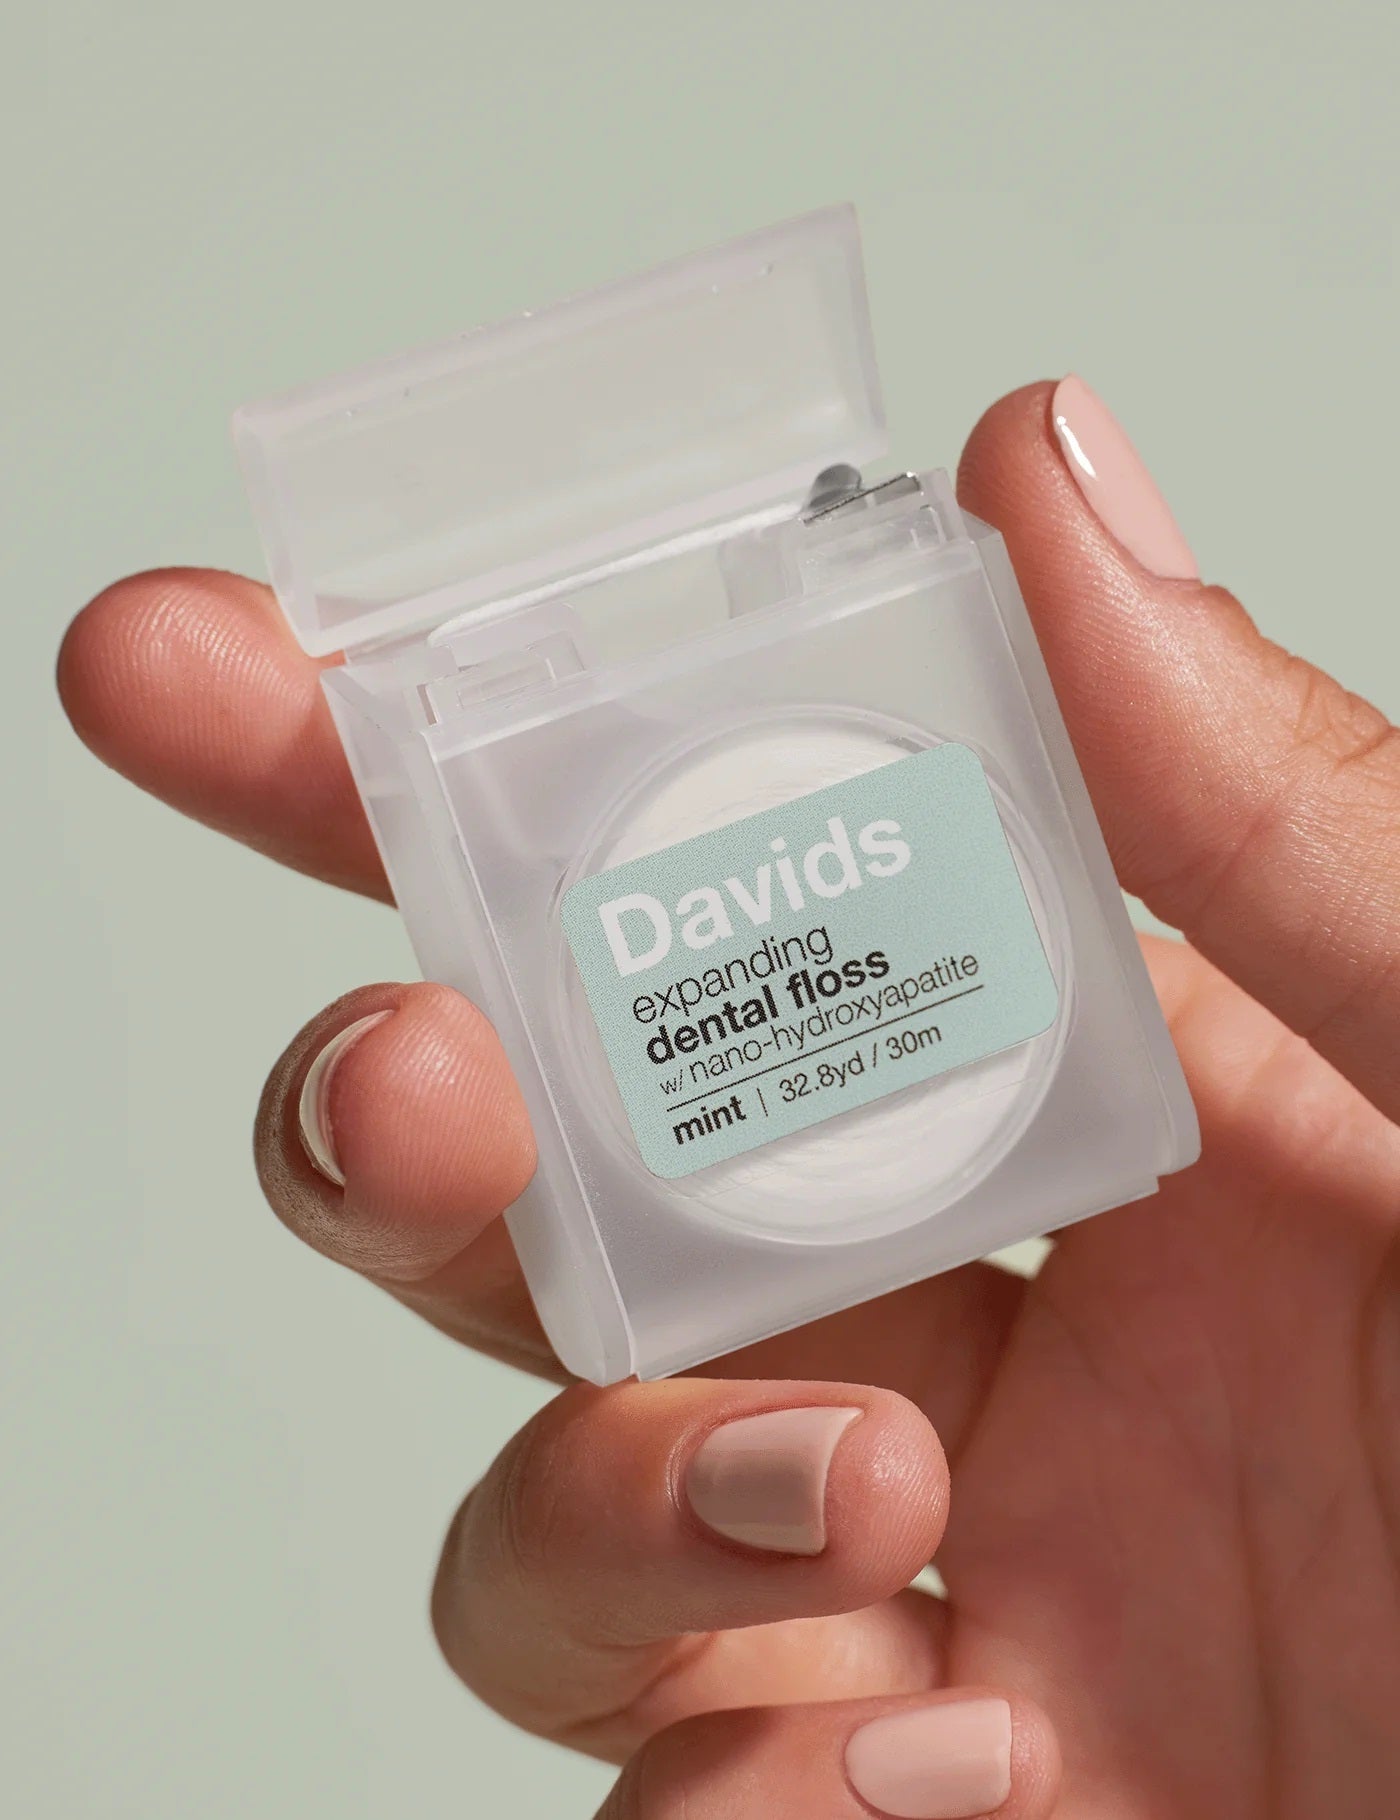 Davids
expanding
dental floss
w/ nano-hydroxyapatite
mint | 32.8yd / 30m